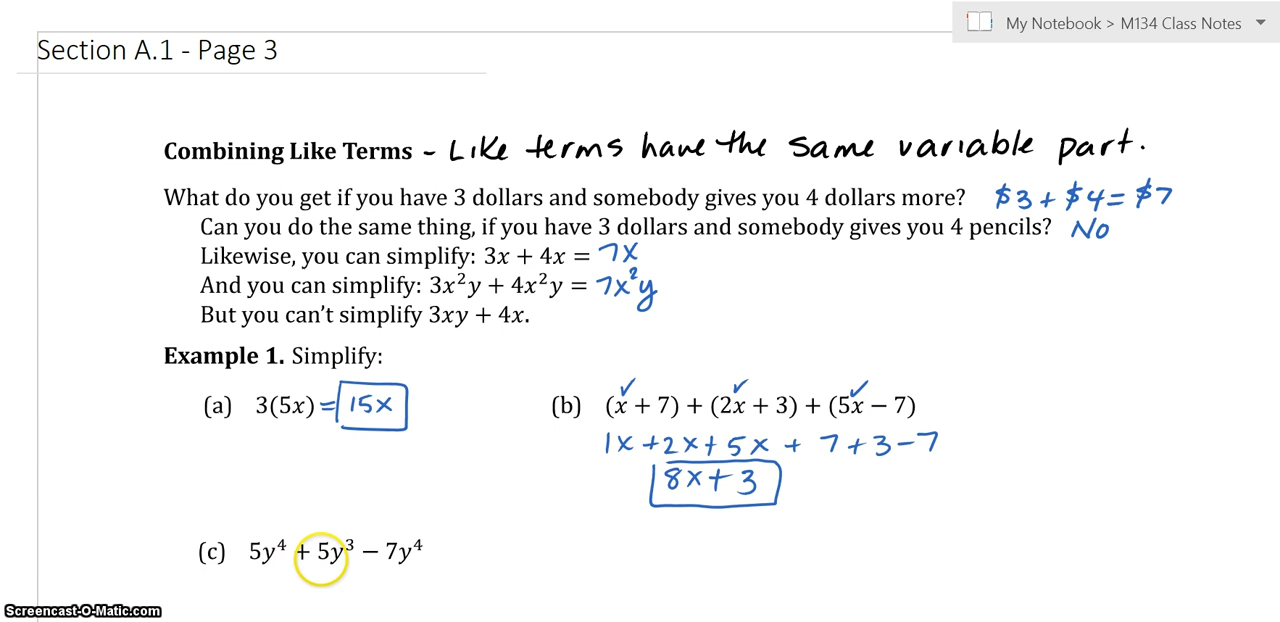 My Notebook > M134 Class Notes
Section A.1 - Page 3
Combining Like Terms - Like terms have the same variable part.
What do you get if you have 3 dollars and somebody gives you 4 dollars more? $3 + $4 = $7
Can you do the same thing, if you have 3 dollars and somebody gives you 4 pencils? No
Likewise, you can simplify: 3x + 4x = 7x
And you can simplify: 3x²y + 4x²y = 7x²y
But you can't simplify 3xy + 4x.
Example 1. Simplify:
(a) 3(5x) = 15x
(b) (x + 7) + (2x + 3) + (5x − 7)
1x + 2x + 5x + 7 + 3 − 7
8x + 3
(c) 5y⁴ + 5y³ − 7y⁴
Screencast-O-Matic.com